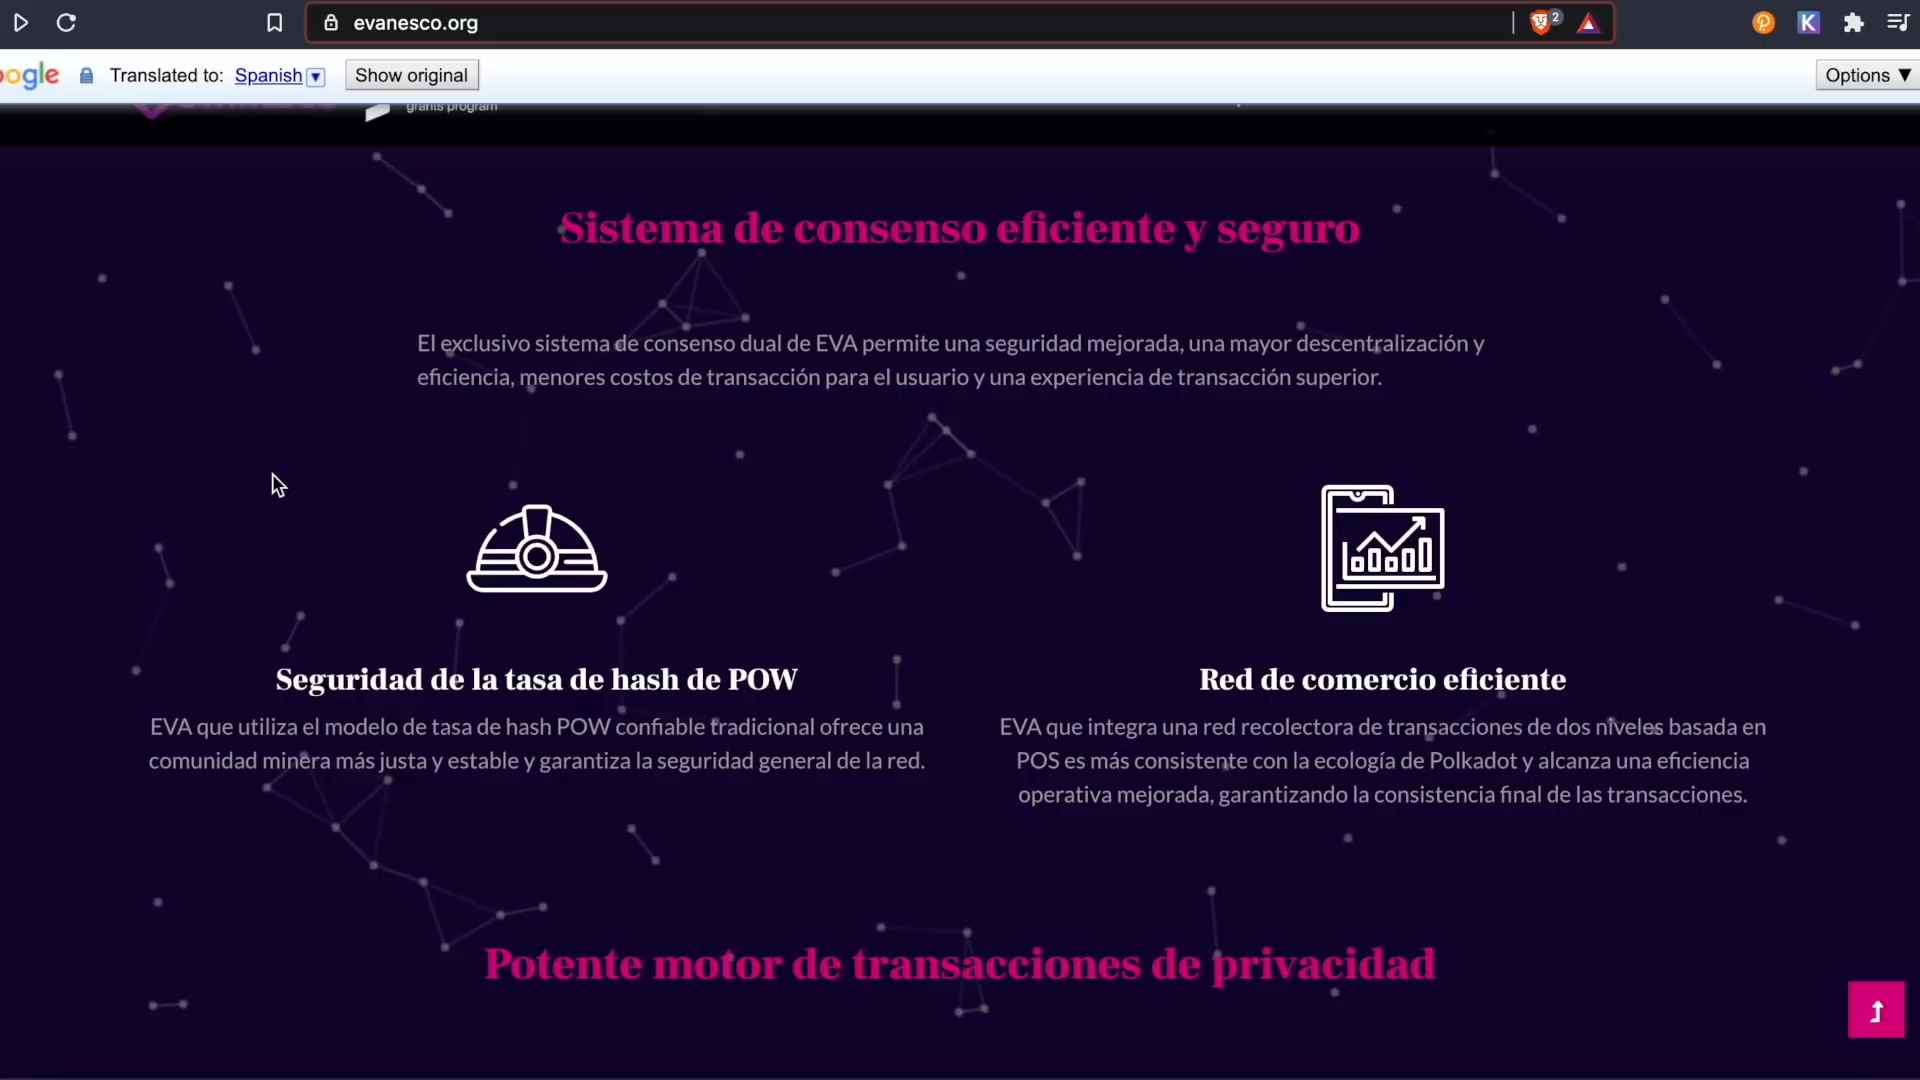 evanesco.org
2
oogle Translated to: Spanish Show original Options
grants program
Sistema de consenso eficiente y seguro
El exclusivo sistema de consenso dual de EVA permite una seguridad mejorada, una mayor descentralización y
eficiencia, menores costos de transacción para el usuario y una experiencia de transacción superior.
Seguridad de la tasa de hash de POW
EVA que utiliza el modelo de tasa de hash POW confiable tradicional ofrece una
comunidad minera más justa y estable y garantiza la seguridad general de la red.
Red de comercio eficiente
EVA que integra una red recolectora de transacciones de dos niveles basada en
POS es más consistente con la ecología de Polkadot y alcanza una eficiencia
operativa mejorada, garantizando la consistencia final de las transacciones.
Potente motor de transacciones de privacidad